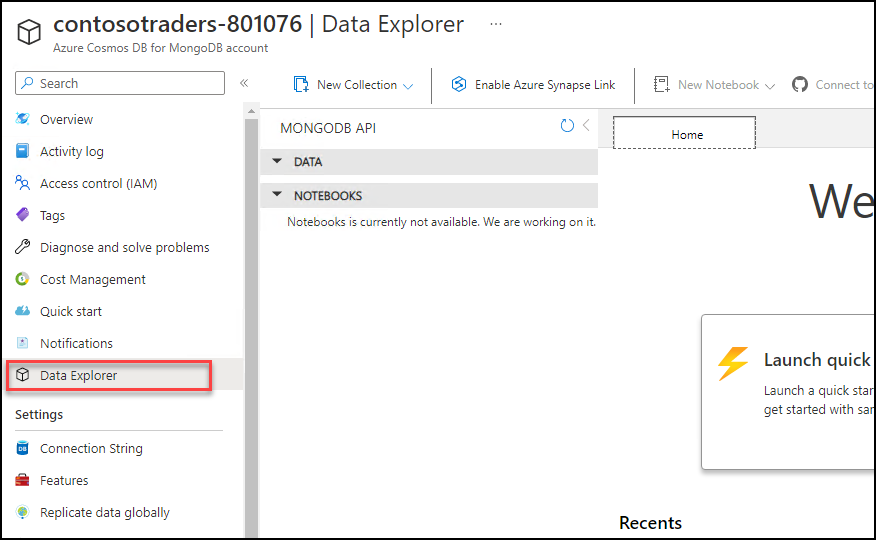 contosotraders-801076 | Data Explorer ...
Azure Cosmos DB for MongoDB account
Search
«
New Collection
Enable Azure Synapse Link
New Notebook
Connect to
Overview
Activity log
Access control (IAM)
Tags
Diagnose and solve problems
Cost Management
Quick start
Notifications
Data Explorer
Settings
Connection String
Features
Replicate data globally
MONGODB API
DATA
NOTEBOOKS
Notebooks is currently not available. We are working on it.
Home
We
Launch quick
Launch a quick star
get started with sar
Recents